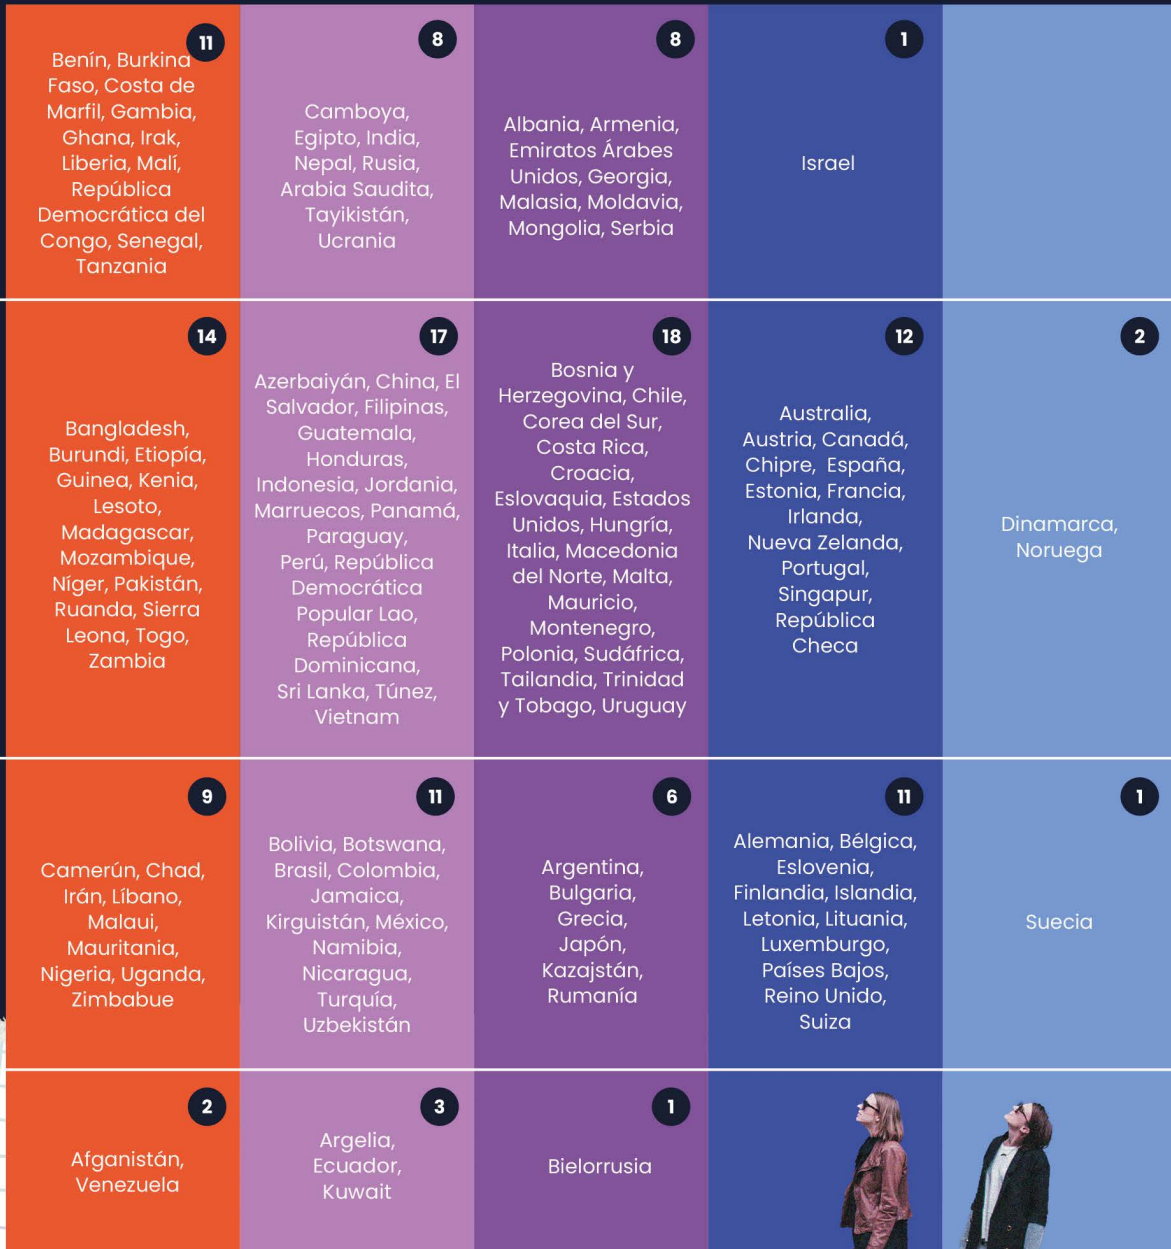 11
Benín, Burkina
Faso, Costa de
Marfil, Gambia,
Ghana, Irak,
Liberia, Malí,
República
Democrática del
Congo, Senegal,
Tanzania
8
Camboya,
Egipto, India,
Nepal, Rusia,
Arabia Saudita,
Tayikistán,
Ucrania
8
Albania, Armenia,
Emiratos Árabes
Unidos, Georgia,
Malasia, Moldavia,
Mongolia, Serbia
1
Israel
14
Bangladesh,
Burundi, Etiopía,
Guinea, Kenia,
Lesoto,
Madagascar,
Mozambique,
Níger, Pakistán,
Ruanda, Sierra
Leona, Togo,
Zambia
17
Azerbaiyán, China, El
Salvador, Filipinas,
Guatemala,
Honduras,
Indonesia, Jordania,
Marruecos, Panamá,
Paraguay,
Perú, República
Democrática
Popular Lao,
República
Dominicana,
Sri Lanka, Túnez,
Vietnam
18
Bosnia y
Herzegovina, Chile,
Corea del Sur,
Costa Rica,
Croacia,
Eslovaquia, Estados
Unidos, Hungría,
Italia, Macedonia
del Norte, Malta,
Mauricio,
Montenegro,
Polonia, Sudáfrica,
Tailandia, Trinidad
y Tobago, Uruguay
12
Australia,
Austria, Canadá,
Chipre, España,
Estonia, Francia,
Irlanda,
Nueva Zelanda,
Portugal,
Singapur,
República
Checa
2
Dinamarca,
Noruega
9
Camerún, Chad,
Irán, Líbano,
Malaui,
Mauritania,
Nigeria, Uganda,
Zimbabue
11
Bolivia, Botswana,
Brasil, Colombia,
Jamaica,
Kirguistán, México,
Namibia,
Nicaragua,
Turquía,
Uzbekistán
6
Argentina,
Bulgaria,
Grecia,
Japón,
Kazajstán,
Rumanía
11
Alemania, Bélgica,
Eslovenia,
Finlandia, Islandia,
Letonia, Lituania,
Luxemburgo,
Países Bajos,
Reino Unido,
Suiza
1
Suecia
2
Afganistán,
Venezuela
3
Argelia,
Ecuador,
Kuwait
1
Bielorrusia